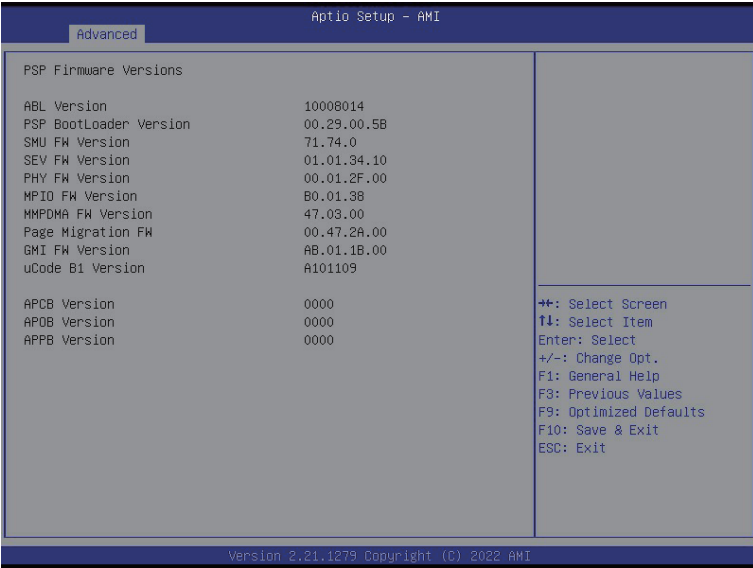 Aptio Setup – AMI
Advanced
PSP Firmware Versions
ABL Version 10008014
PSP BootLoader Version 00.29.00.5B
SMU FW Version 71.74.0
SEV FW Version 01.01.34.10
PHY FW Version 00.01.2F.00
MPIO FW Version B0.01.38
MMPDMA FW Version 47.03.00
Page Migration FW 00.47.2A.00
GMI FW Version AB.01.1B.00
uCode B1 Version A101109
APCB Version 0000
APOB Version 0000
APPB Version 0000
→←: Select Screen
↑↓: Select Item
Enter: Select
+/-: Change Opt.
F1: General Help
F3: Previous Values
F9: Optimized Defaults
F10: Save & Exit
ESC: Exit
Version 2.21.1279 Copyright (C) 2022 AMI